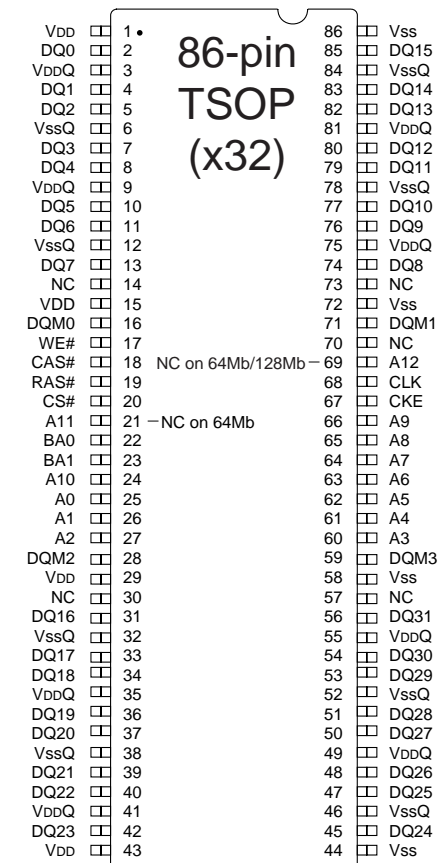 VDD 1 86 Vss
DQ0 2 86-pin 85 DQ15
VDDQ 3 84 VssQ
DQ1 4 TSOP 83 DQ14
DQ2 5 82 DQ13
VssQ 6 (x32) 81 VDDQ
DQ3 7 80 DQ12
DQ4 8 79 DQ11
VDDQ 9 78 VssQ
DQ5 10 77 DQ10
DQ6 11 76 DQ9
VssQ 12 75 VDDQ
DQ7 13 74 DQ8
NC 14 73 NC
VDD 15 72 Vss
DQM0 16 71 DQM1
WE# 17 70 NC
CAS# 18 NC on 64Mb/128Mb 69 A12
RAS# 19 68 CLK
CS# 20 67 CKE
A11 21 NC on 64Mb 66 A9
BA0 22 65 A8
BA1 23 64 A7
A10 24 63 A6
A0 25 62 A5
A1 26 61 A4
A2 27 60 A3
DQM2 28 59 DQM3
VDD 29 58 Vss
NC 30 57 NC
DQ16 31 56 DQ31
VssQ 32 55 VDDQ
DQ17 33 54 DQ30
DQ18 34 53 DQ29
VDDQ 35 52 VssQ
DQ19 36 51 DQ28
DQ20 37 50 DQ27
VssQ 38 49 VDDQ
DQ21 39 48 DQ26
DQ22 40 47 DQ25
VDDQ 41 46 VssQ
DQ23 42 45 DQ24
VDD 43 44 Vss